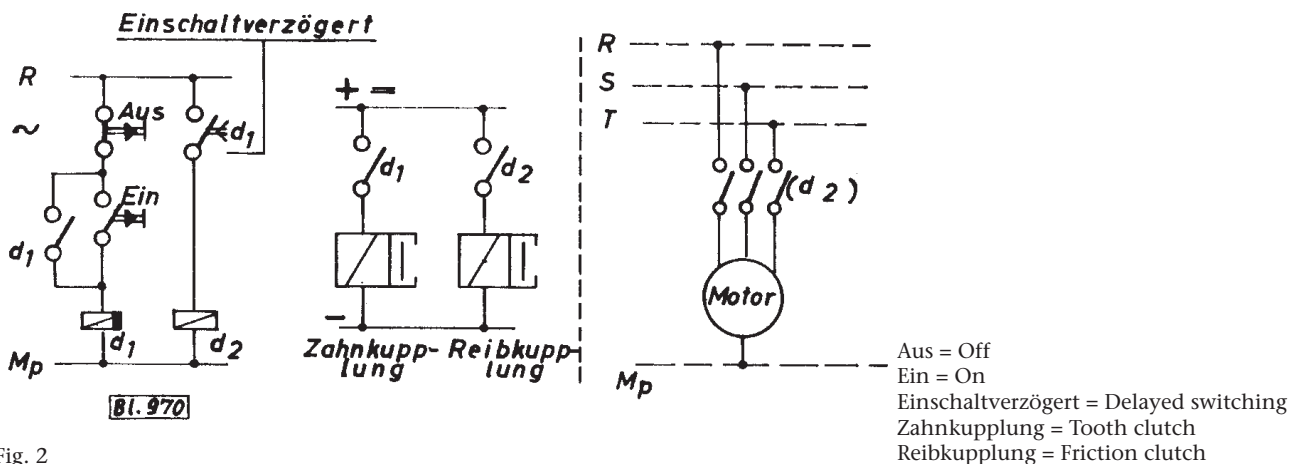 Einschaltverzögert
R
~
Aus
d1
Ein
d1
d1
d2
Mp
Bl. 970
+ =
d1
d2
-
Zahnkupp-
lung
Reibkupp-
lung
R
S
T
(d2)
Motor
Mp
Aus = Off
Ein = On
Einschaltverzögert = Delayed switching
Zahnkupplung = Tooth clutch
Reibkupplung = Friction clutch
Fig. 2